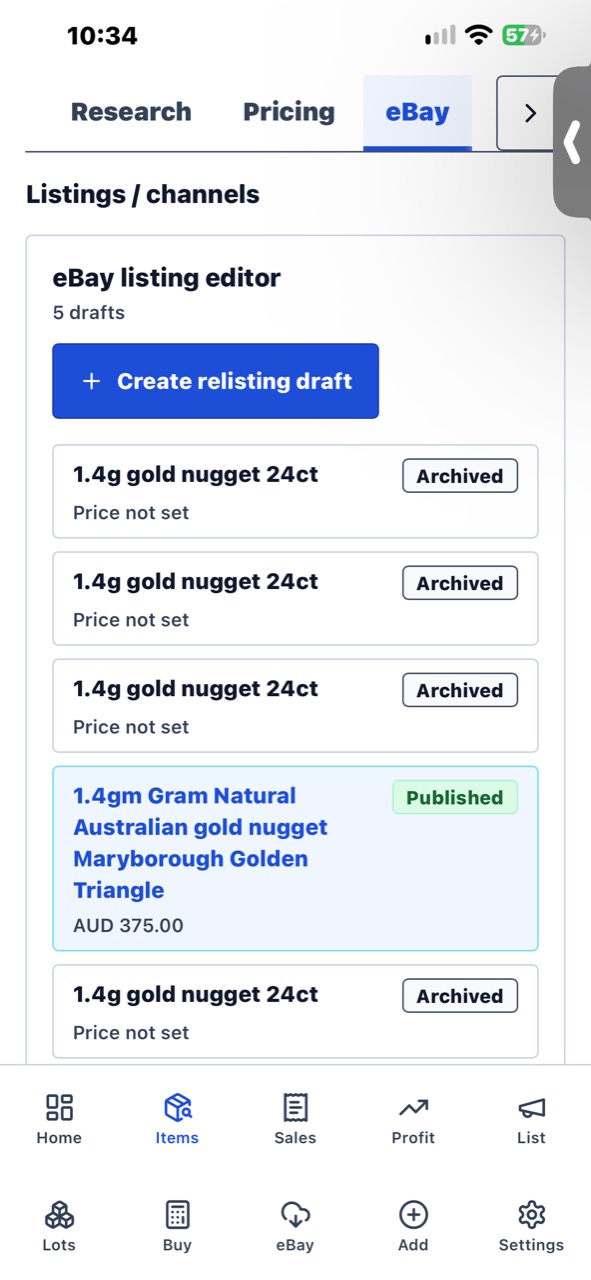 10:34
57
Research Pricing eBay
Listings / channels
eBay listing editor
5 drafts
+ Create relisting draft
1.4g gold nugget 24ct Archived
Price not set
1.4g gold nugget 24ct Archived
Price not set
1.4g gold nugget 24ct Archived
Price not set
1.4gm Gram Natural Published
Australian gold nugget
Maryborough Golden
Triangle
AUD 375.00
1.4g gold nugget 24ct Archived
Price not set
Home Items Sales Profit List
Lots Buy eBay Add Settings